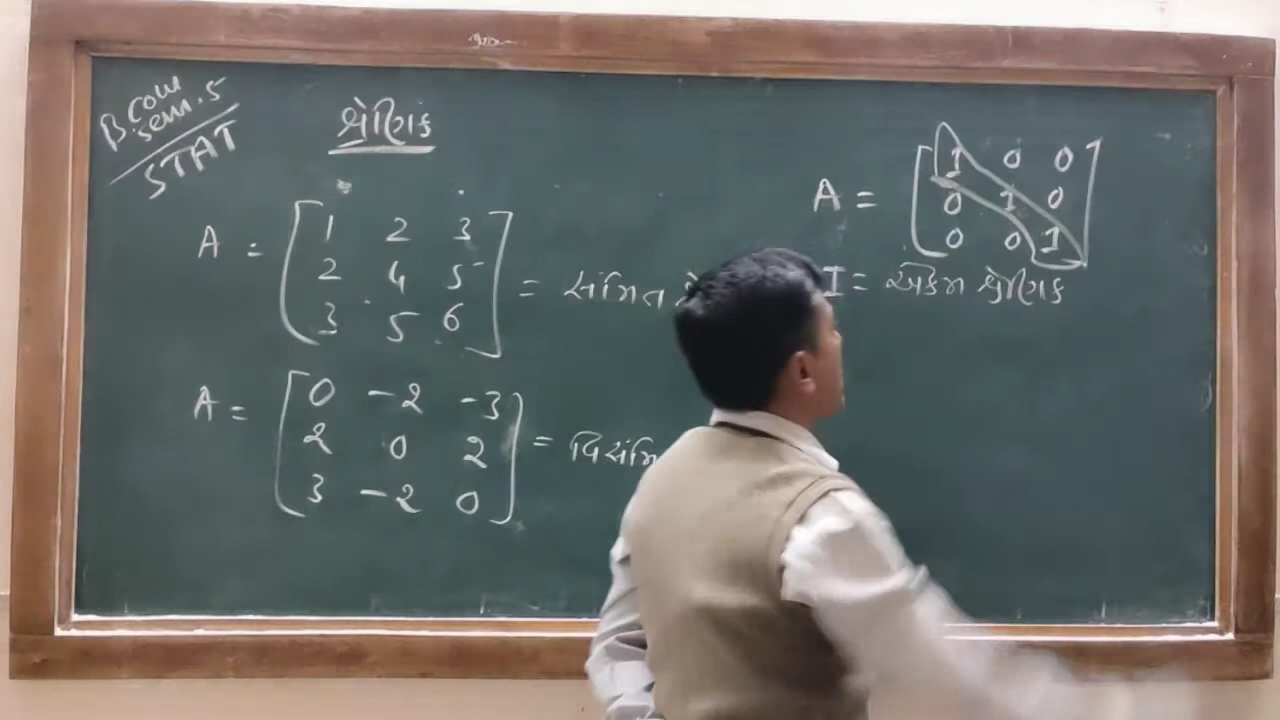 B.com
sem.5
STAT
શ્રેણિક
A = [ 1 2 3
2 4 5
3 5 6 ] = સંમિત
A = [ 0 -2 -3
2 0 2
3 -2 0 ] = વિસંમિ
A = [ 1 0 0
0 1 0
0 0 1 ]
I = એકમ શ્રેણિક